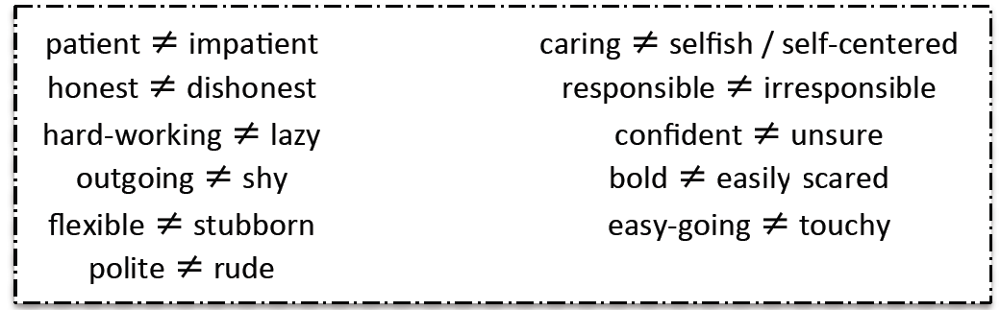 patient ≠ impatient
honest ≠ dishonest
hard-working ≠ lazy
outgoing ≠ shy
flexible ≠ stubborn
polite ≠ rude
caring ≠ selfish / self-centered
responsible ≠ irresponsible
confident ≠ unsure
bold ≠ easily scared
easy-going ≠ touchy